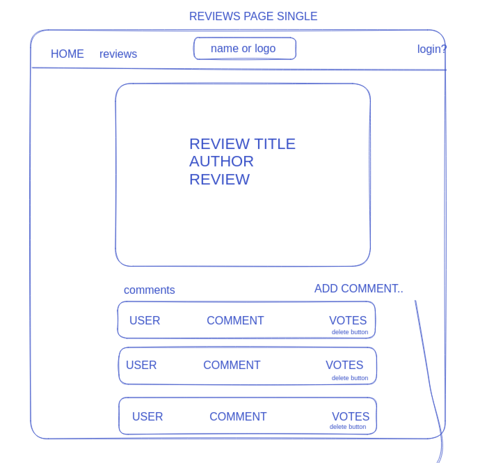 REVIEWS PAGE SINGLE
HOME reviews name or logo login?
REVIEW TITLE
AUTHOR
REVIEW
comments ADD COMMENT..
USER COMMENT VOTES
delete button
USER COMMENT VOTES
delete button
USER COMMENT VOTES
delete button